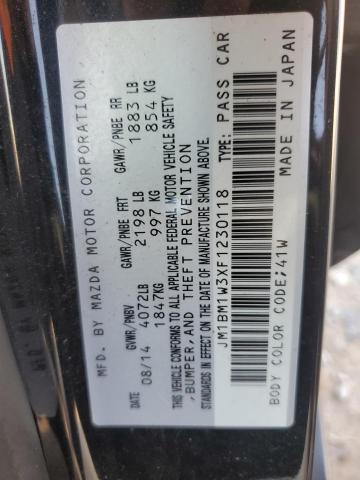 MFD. BY MAZDA MOTOR CORPORATION
GVWR/PNBV GAWR/PNBE FRT GAWR/PNBE RR
DATE
08/14 4072LB 2198 LB 1883 LB
1847KG 997 KG 854 KG
THIS VEHICLE CONFORMS TO ALL APPLICABLE FEDERAL MOTOR VEHICLE SAFETY
,BUMPER,AND THEFT PREVENTION
STANDARDS IN EFFECT ON THE DATE OF MANUFACTURE SHOWN ABOVE.
JM1BM1W3XF1230118 TYPE: PASS CAR
BODY COLOR CODE;41W MADE IN JAPAN